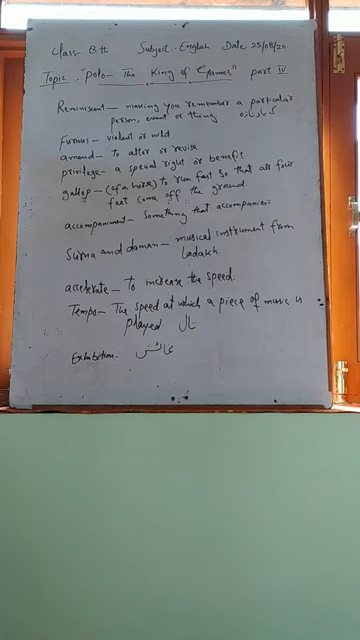 Class- 8th Subject: English Date: 25/08/20.
Topic: "Polo- The King of Games" part IV
Reminiscent- making you remember a particular
person, event or thing
Furious- violent or wild
amend- to alter or revise
privilege- a special right or benefit
gallop- (of a horse) to run fast so that all four
feet come off the ground
accompaniment- something that accompanies
Surna and daman- musical instrument from
Ladakh
accelerate- To increase the speed.
Tempo- The speed at which a piece of music is
played تال
Exhibition- نمائش